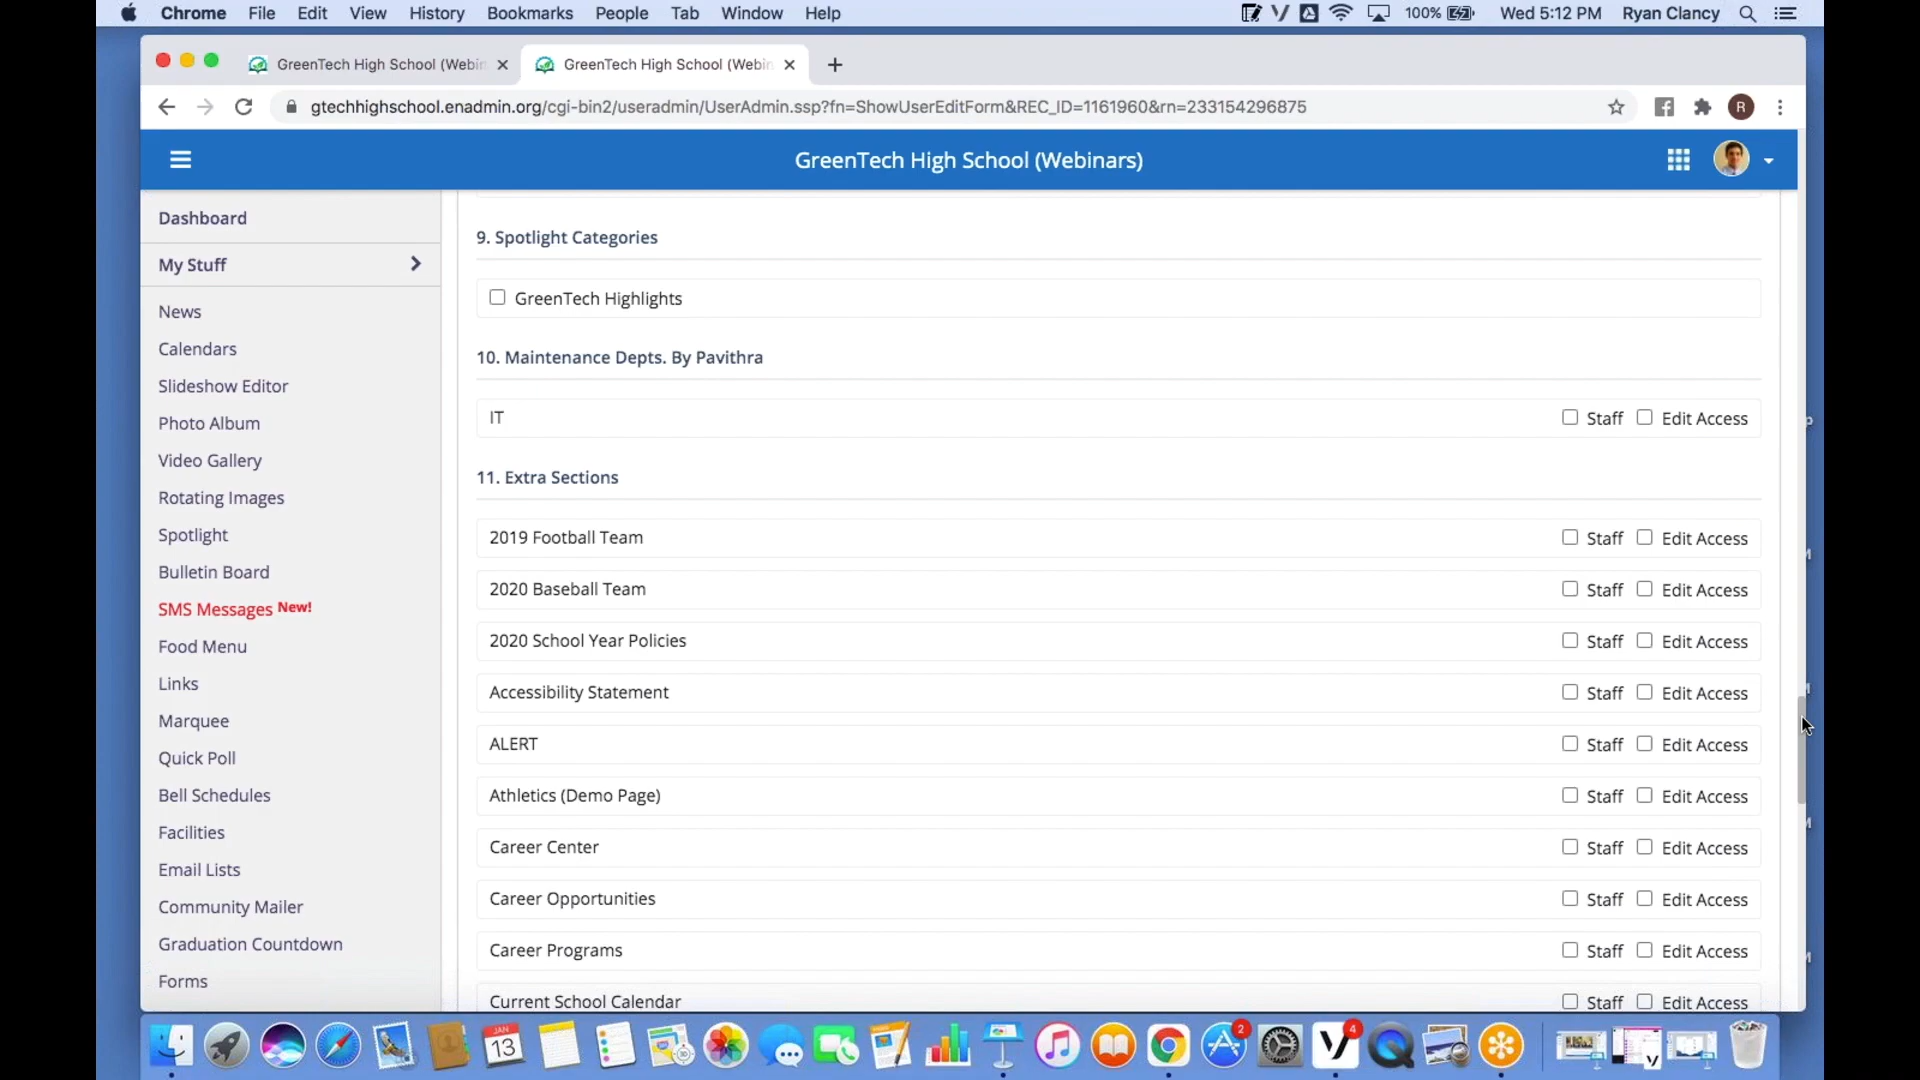 Chrome File Edit View History Bookmarks People Tab Window Help 100% Wed 5:12 PM Ryan Clancy
GreenTech High School (Webin GreenTech High School (Webin
gtechhighschool.enadmin.org/cgi-bin2/useradmin/UserAdmin.ssp?fn=ShowUserEditForm&REC_ID=1161960&rn=233154296875 R
GreenTech High School (Webinars)
Dashboard
My Stuff
News
Calendars
Slideshow Editor
Photo Album
Video Gallery
Rotating Images
Spotlight
Bulletin Board
SMS Messages New!
Food Menu
Links
Marquee
Quick Poll
Bell Schedules
Facilities
Email Lists
Community Mailer
Graduation Countdown
Forms
9. Spotlight Categories
GreenTech Highlights
10. Maintenance Depts. By Pavithra
IT Staff Edit Access
11. Extra Sections
2019 Football Team Staff Edit Access
2020 Baseball Team Staff Edit Access
2020 School Year Policies Staff Edit Access
Accessibility Statement Staff Edit Access
ALERT Staff Edit Access
Athletics (Demo Page) Staff Edit Access
Career Center Staff Edit Access
Career Opportunities Staff Edit Access
Career Programs Staff Edit Access
Current School Calendar Staff Edit Access
JAN
13
2
4